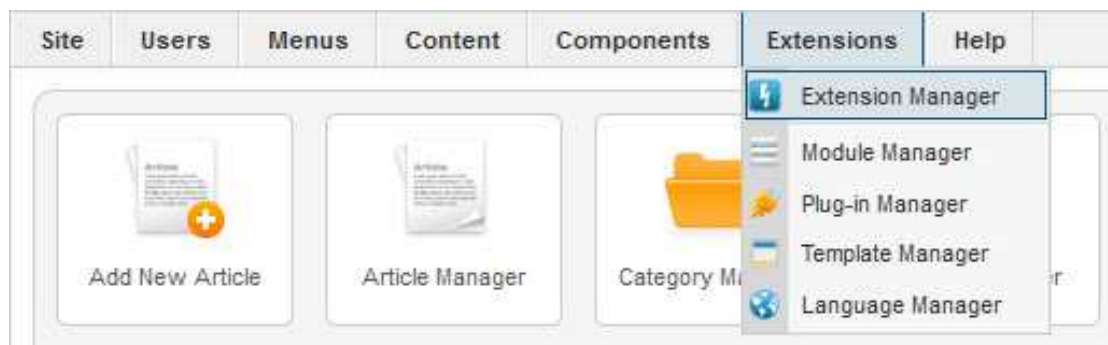 Site Users Menus Content Components Extensions Help
Extension Manager
Module Manager
Plug-in Manager
Template Manager
Language Manager
Add New Article
Article Manager
Category